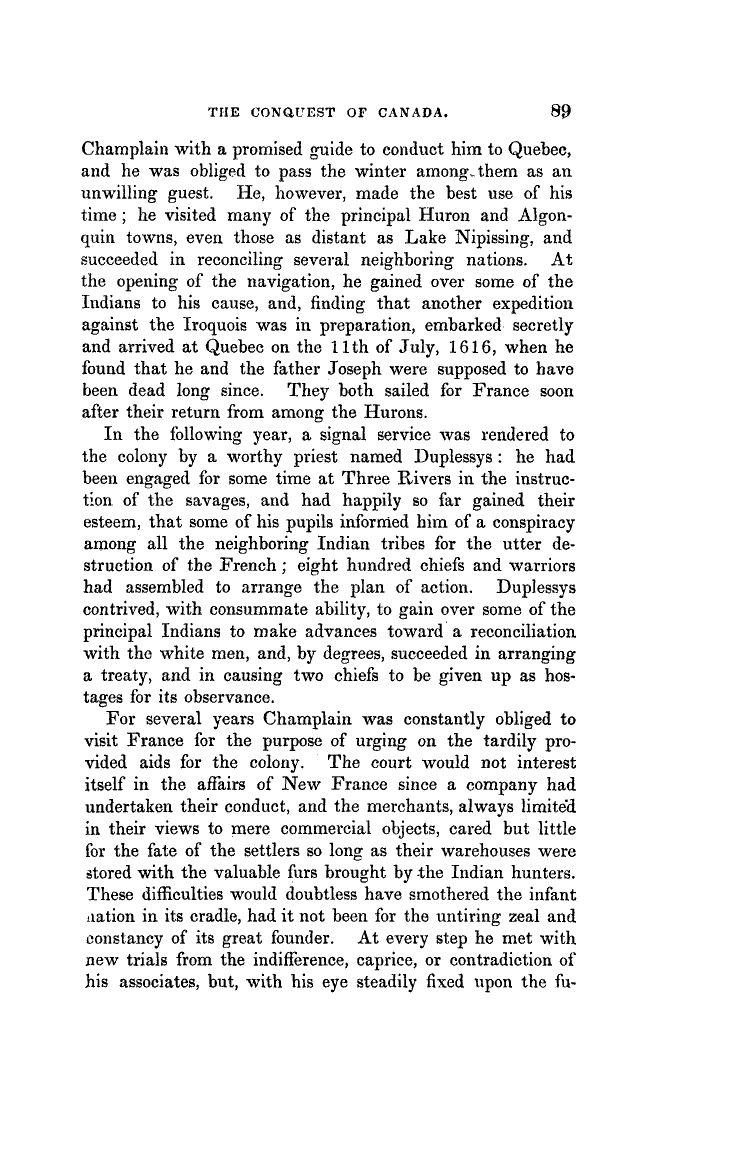 THE CONQUEST OF CANADA. 89
Champlain with a promised guide to conduct him to Quebec,
and he was obliged to pass the winter among them as an
unwilling guest. He, however, made the best use of his
time ; he visited many of the principal Huron and Algon-
quin towns, even those as distant as Lake Nipissing, and
succeeded in reconciling several neighboring nations. At
the opening of the navigation, he gained over some of the
Indians to his cause, and, finding that another expedition
against the Iroquois was in preparation, embarked secretly
and arrived at Quebec on the 11th of July, 1616, when he
found that he and the father Joseph were supposed to have
been dead long since. They both sailed for France soon
after their return from among the Hurons.
In the following year, a signal service was rendered to
the colony by a worthy priest named Duplessys : he had
been engaged for some time at Three Rivers in the instruc-
tion of the savages, and had happily so far gained their
esteem, that some of his pupils informed him of a conspiracy
among all the neighboring Indian tribes for the utter de-
struction of the French ; eight hundred chiefs and warriors
had assembled to arrange the plan of action. Duplessys
contrived, with consummate ability, to gain over some of the
principal Indians to make advances toward a reconciliation
with the white men, and, by degrees, succeeded in arranging
a treaty, and in causing two chiefs to be given up as hos-
tages for its observance.
For several years Champlain was constantly obliged to
visit France for the purpose of urging on the tardily pro-
vided aids for the colony. The court would not interest
itself in the affairs of New France since a company had
undertaken their conduct, and the merchants, always limited
in their views to mere commercial objects, cared but little
for the fate of the settlers so long as their warehouses were
stored with the valuable furs brought by the Indian hunters.
These difficulties would doubtless have smothered the infant
nation in its cradle, had it not been for the untiring zeal and
constancy of its great founder. At every step he met with
new trials from the indifference, caprice, or contradiction of
his associates, but, with his eye steadily fixed upon the fu-